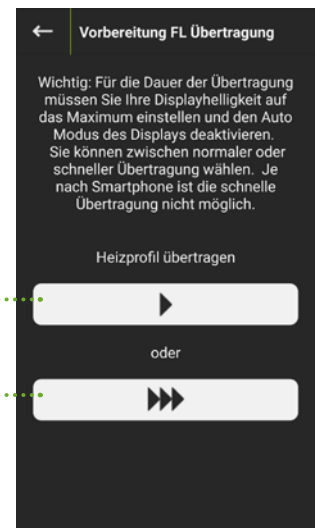 Vorbereitung FL Übertragung
Wichtig: Für die Dauer der Übertragung
müssen Sie Ihre Displayhelligkeit auf
das Maximum einstellen und den Auto
Modus des Displays deaktivieren.
Sie können zwischen normaler oder
schneller Übertragung wählen. Je
nach Smartphone ist die schnelle
Übertragung nicht möglich.
Heizprofil übertragen
oder